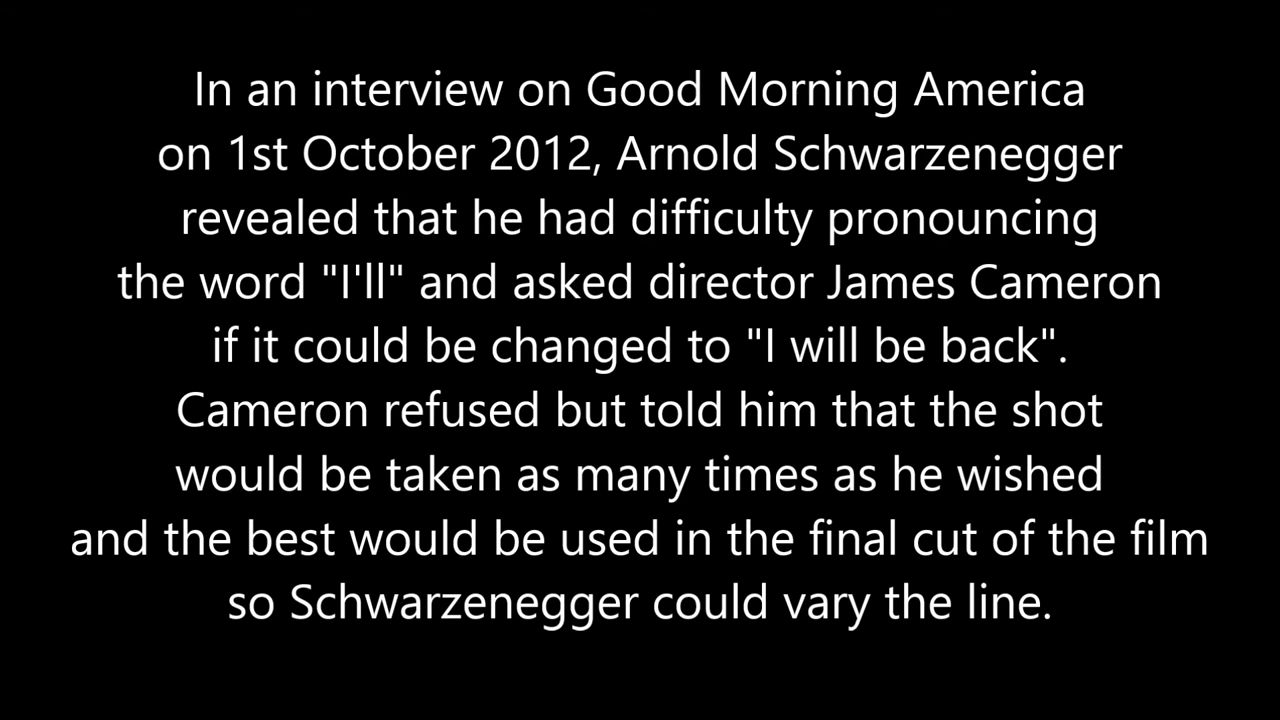 In an interview on Good Morning America
on 1st October 2012, Arnold Schwarzenegger
revealed that he had difficulty pronouncing
the word "I'll" and asked director James Cameron
if it could be changed to "I will be back".
Cameron refused but told him that the shot
would be taken as many times as he wished
and the best would be used in the final cut of the film
so Schwarzenegger could vary the line.